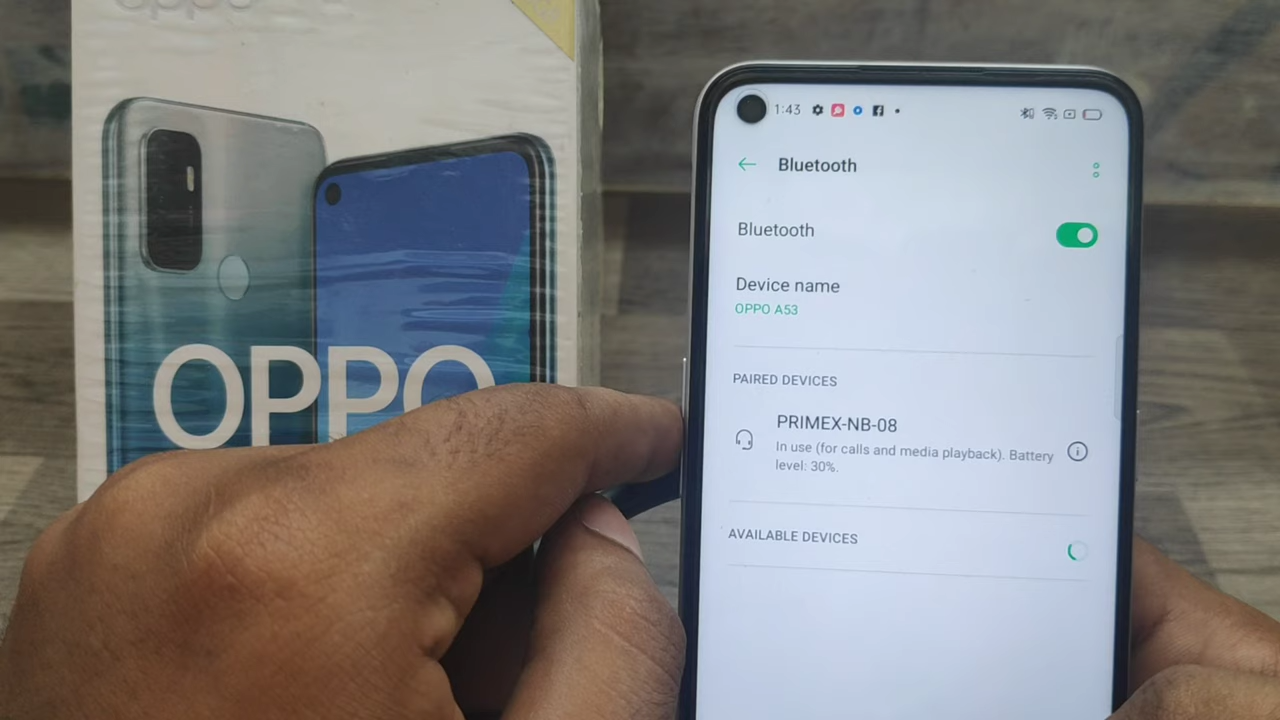 oppo
OPPO
1:43
Bluetooth
Bluetooth
Device name
OPPO A53
PAIRED DEVICES
PRIMEX-NB-08
In use (for calls and media playback). Battery
level: 30%.
AVAILABLE DEVICES